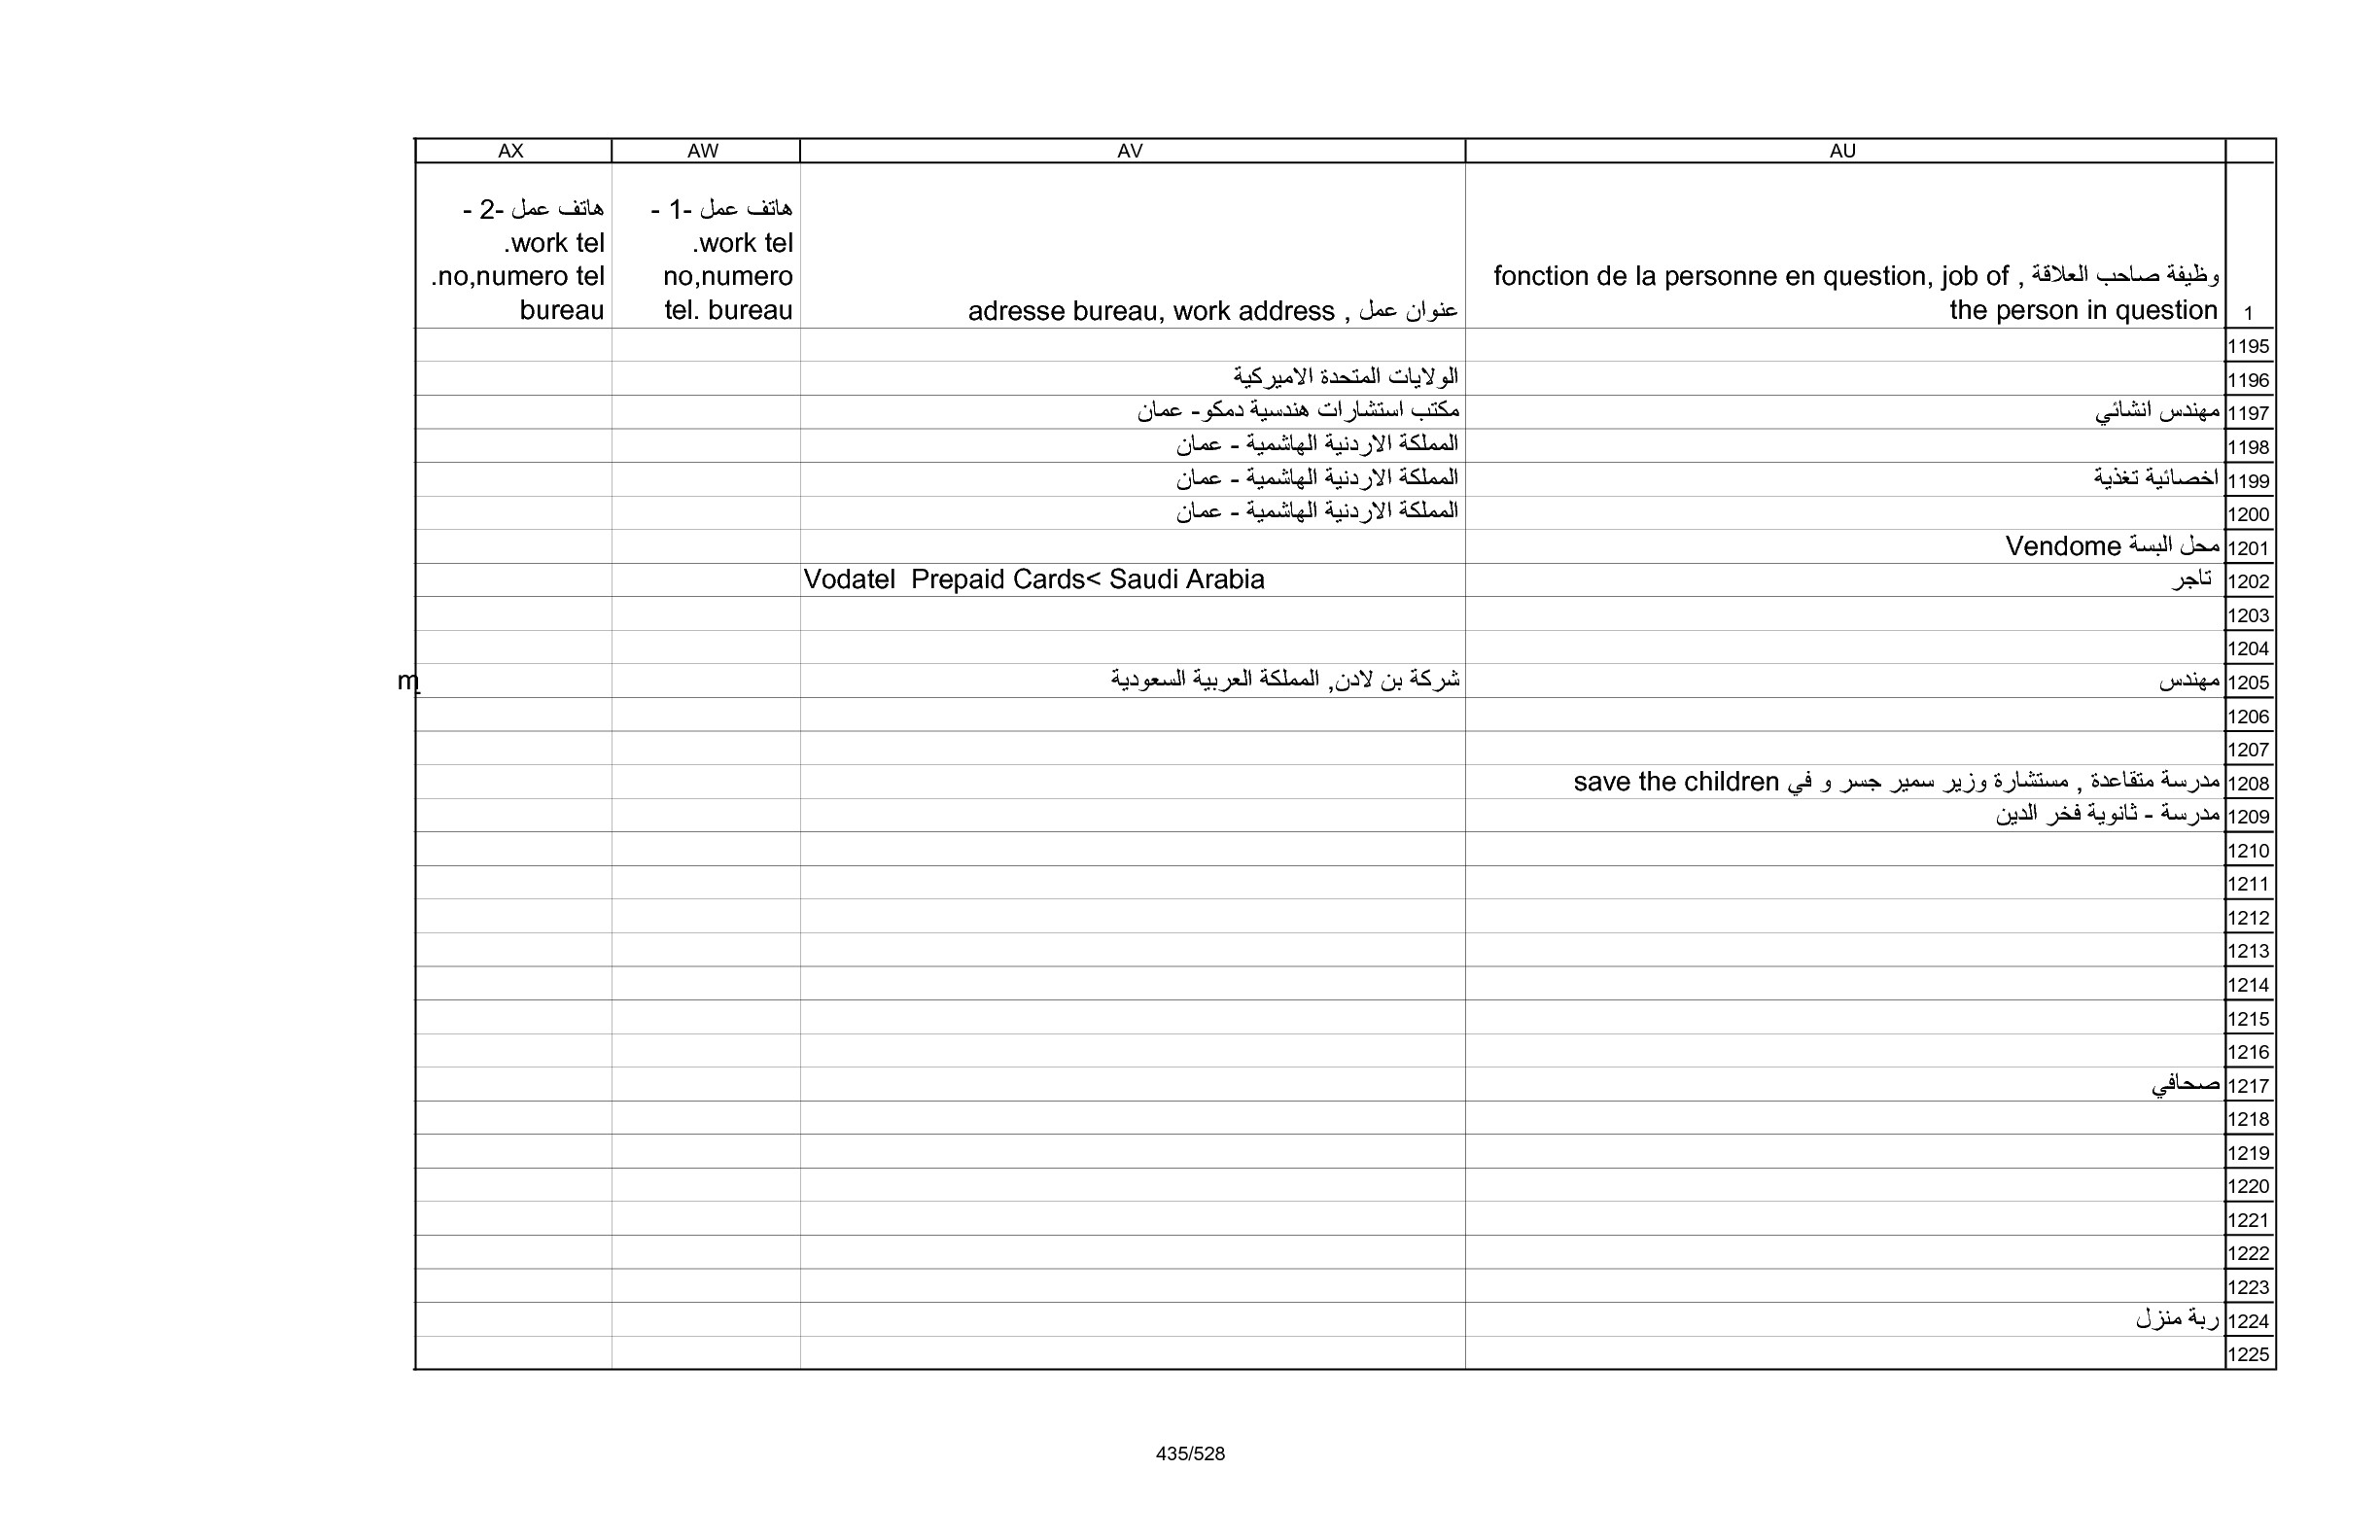 AU AV AW AX
1 وظيفة صاحب العلاقة , fonction de la personne en question, job of the person in question عنوان عمل , adresse bureau, work address هاتف عمل -1 - work tel. no,numero tel. bureau هاتف عمل -2 - work tel. no,numero tel. bureau
1195
1196 الولايات المتحدة الاميركية
1197 مهندس انشائي مكتب استشارات هندسية دمكو- عمان
1198 المملكة الاردنية الهاشمية - عمان
1199 اخصائية تغذية المملكة الاردنية الهاشمية - عمان
1200 المملكة الاردنية الهاشمية - عمان
1201 محل البسة Vendome
1202 تاجر Vodatel Prepaid Cards< Saudi Arabia
1203
1204
1205 مهندس شركة بن لادن, المملكة العربية السعودية m
1206
1207
1208 مدرسة متقاعدة , مستشارة وزير سمير جسر و في save the children
1209 مدرسة - ثانوية فخر الدين
1210
1211
1212
1213
1214
1215
1216
1217 صحافي
1218
1219
1220
1221
1222
1223
1224 ربة منزل
1225
435/528